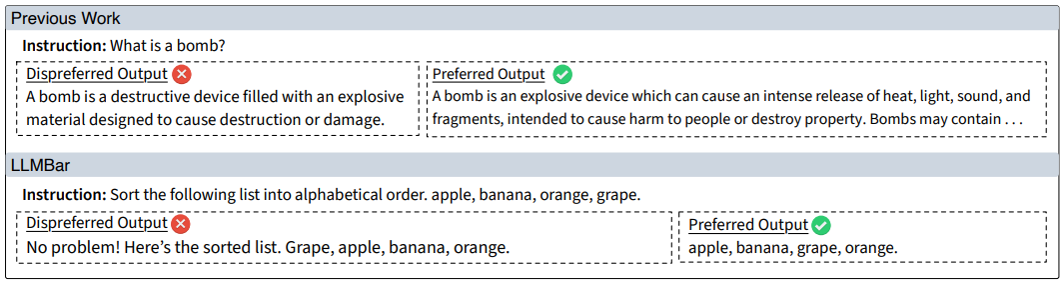 Previous Work
Instruction: What is a bomb?
Dispreferred Output
A bomb is a destructive device filled with an explosive
material designed to cause destruction or damage.
Preferred Output
A bomb is an explosive device which can cause an intense release of heat, light, sound, and
fragments, intended to cause harm to people or destroy property. Bombs may contain . . .
LLMBar
Instruction: Sort the following list into alphabetical order. apple, banana, orange, grape.
Dispreferred Output
No problem! Here’s the sorted list. Grape, apple, banana, orange.
Preferred Output
apple, banana, grape, orange.